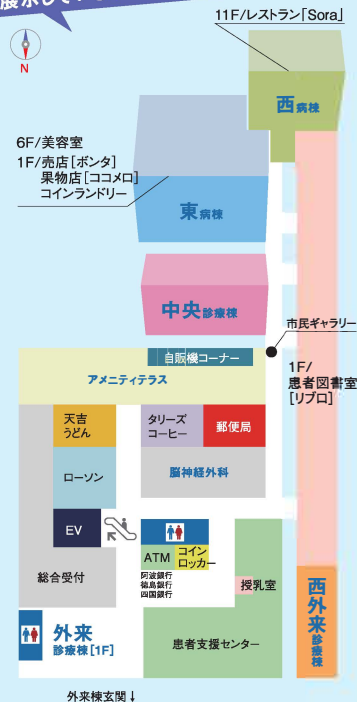 展示してい
11F/レストラン「Sora」
N
西病棟
6F/美容室
1F/売店[ボンタ]
果物店[ココメロ]
コインランドリー
東病棟
中央診療棟
市民ギャラリー
自販機コーナー
アメニティテラス
1F/
患者図書室
[リブロ]
天吉
うどん
タリーズ
コーヒー
郵便局
ローソン
脳神経外科
EV
ATM
コイン
ロッカー
阿波銀行
徳島銀行
四国銀行
総合受付
授乳室
西外来診療棟
外来
診療棟[1F]
患者支援センター
外来棟玄関↓